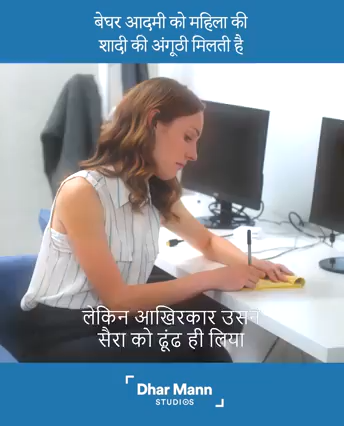 बेघर आदमी को महिला की
शादी की अंगूठी मिलती है
लेकिन आखिरकार उसने
सैरा को ढूंढ ही लिया
Dhar Mann
STUDIOS